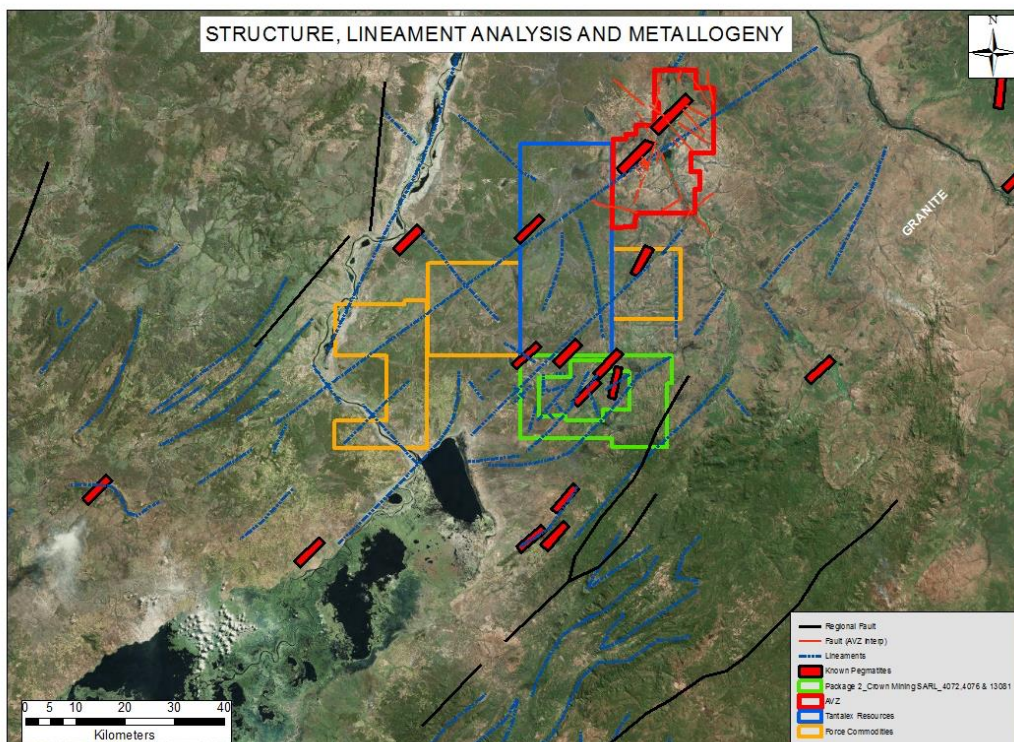 STRUCTURE, LINEAMENT ANALYSIS AND METALLOGENY
N
GRANITE
Regional Fault
Fault (AVZ Interp)
Lineaments
Known Pegmatites
Package 2_Crown Mining SARL_4072,4076 & 13081
AVZ
Tantalex Resources
Force Commodities
0 5 10 20 30 40
Kilometers